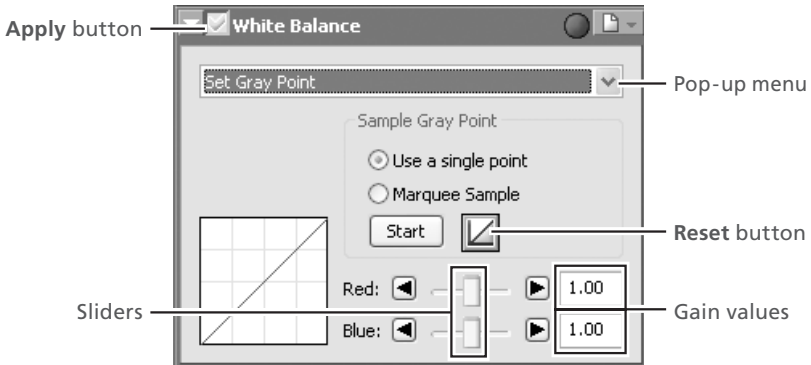 Apply button
White Balance
Set Gray Point
Pop-up menu
Sample Gray Point
Use a single point
Marquee Sample
Start
Reset button
Red:
1.00
Sliders
Gain values
Blue:
1.00